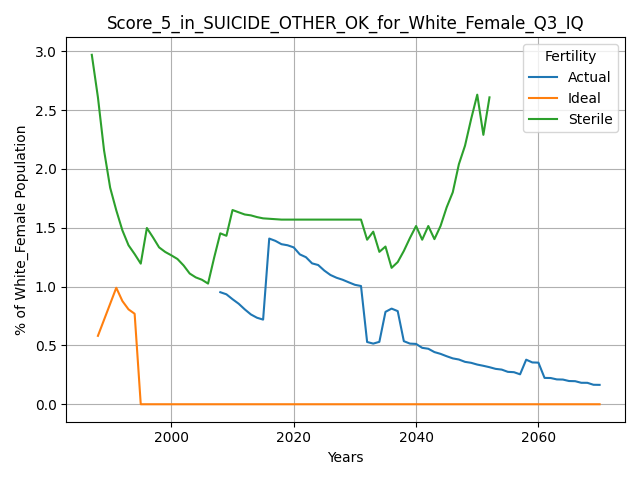 Score_5_in_SUICIDE_OTHER_OK_for_White_Female_Q3_IQ
3.0
2.5
2.0
1.5
1.0
0.5
0.0
% of White_Female Population
Fertility
Actual
Ideal
Sterile
2000
2020
2040
2060
Years